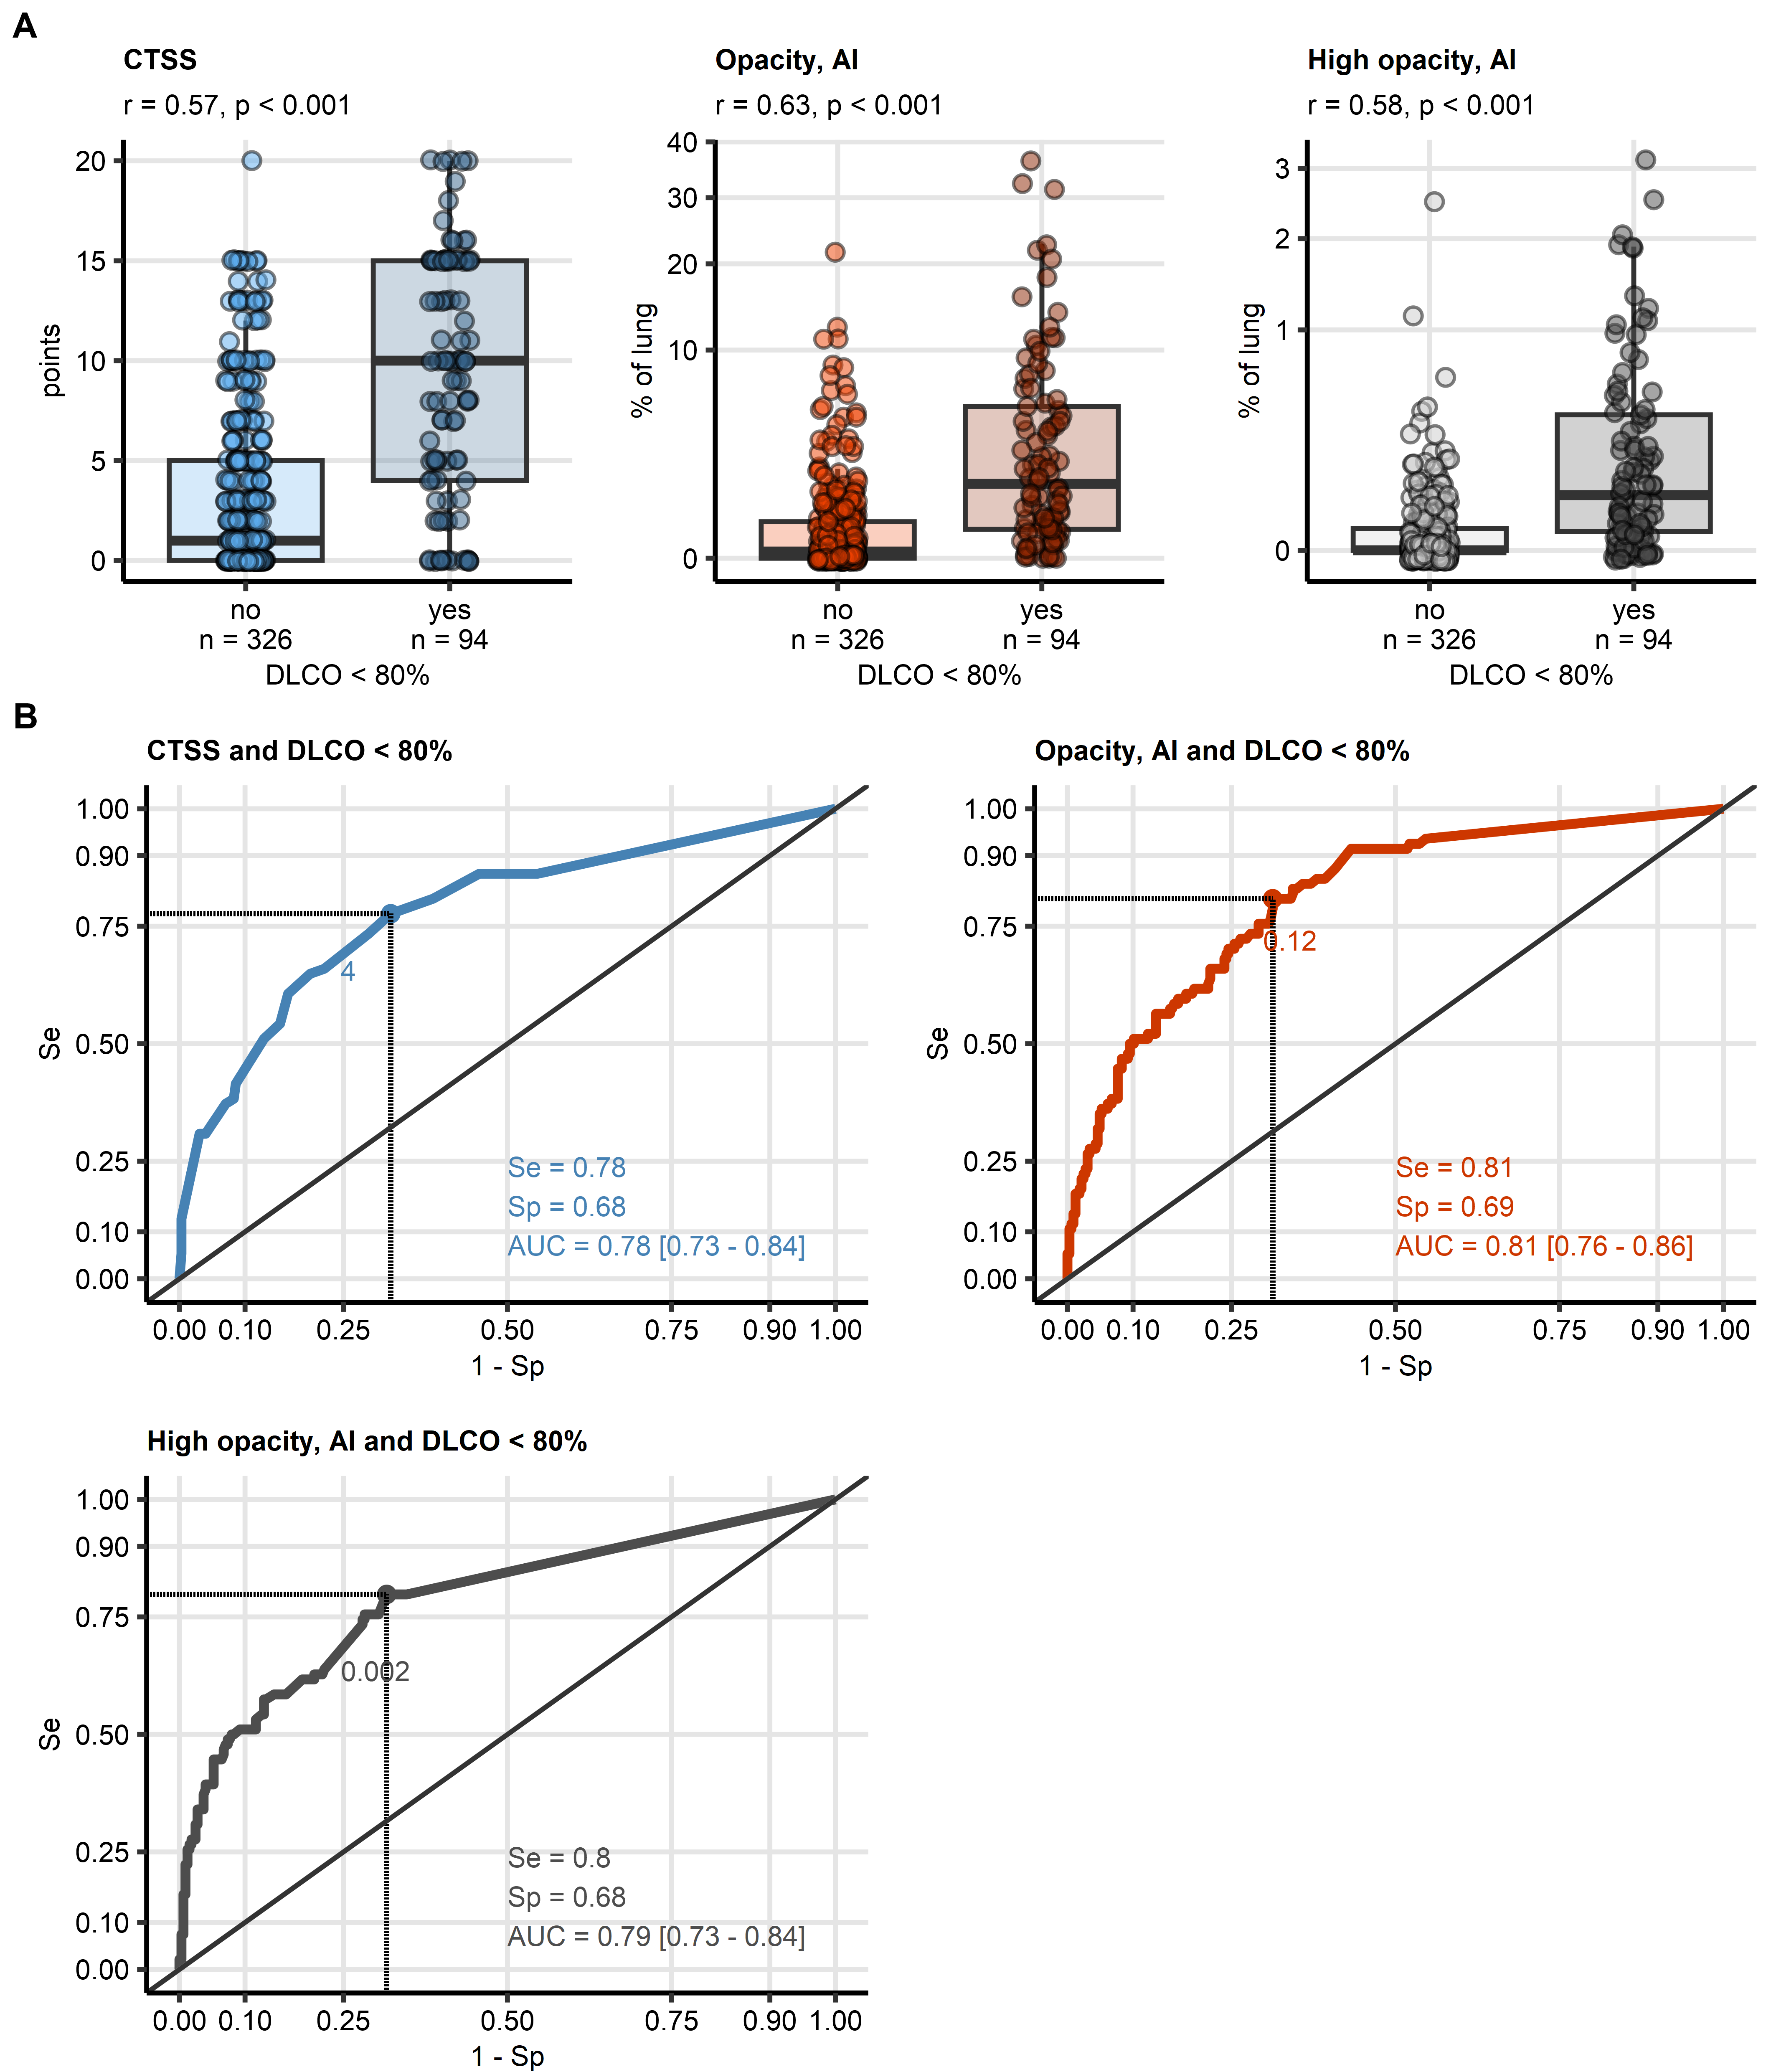 A
CTSS
r = 0.57, p < 0.001
points
20
15
10
5
0
no
n = 326
yes
n = 94
DLCO < 80%
Opacity, AI
r = 0.63, p < 0.001
% of lung
40
30
20
10
0
no
n = 326
yes
n = 94
DLCO < 80%
High opacity, AI
r = 0.58, p < 0.001
% of lung
3
2
1
0
no
n = 326
yes
n = 94
DLCO < 80%
B
CTSS and DLCO < 80%
Se
1.00
0.90
0.75
0.50
0.25
0.10
0.00
4
Se = 0.78
Sp = 0.68
AUC = 0.78 [0.73 - 0.84]
0.00 0.10 0.25 0.50 0.75 0.90 1.00
1 - Sp
Opacity, AI and DLCO < 80%
Se
1.00
0.90
0.75
0.50
0.25
0.10
0.00
0.12
Se = 0.81
Sp = 0.69
AUC = 0.81 [0.76 - 0.86]
0.00 0.10 0.25 0.50 0.75 0.90 1.00
1 - Sp
High opacity, AI and DLCO < 80%
Se
1.00
0.90
0.75
0.50
0.25
0.10
0.00
0.002
Se = 0.8
Sp = 0.68
AUC = 0.79 [0.73 - 0.84]
0.00 0.10 0.25 0.50 0.75 0.90 1.00
1 - Sp